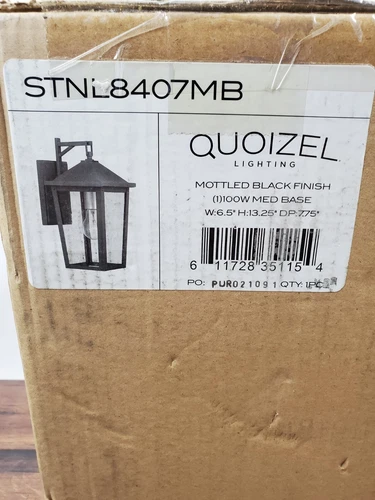 STNL8407MB
QUOIZEL
LIGHTING
MOTTLED BLACK FINISH
(1)100W MED BASE
W:6.5" H:13.25" DP:7.75"
6 11728 35115 4
PO: PUR021091 QTY: 1PC